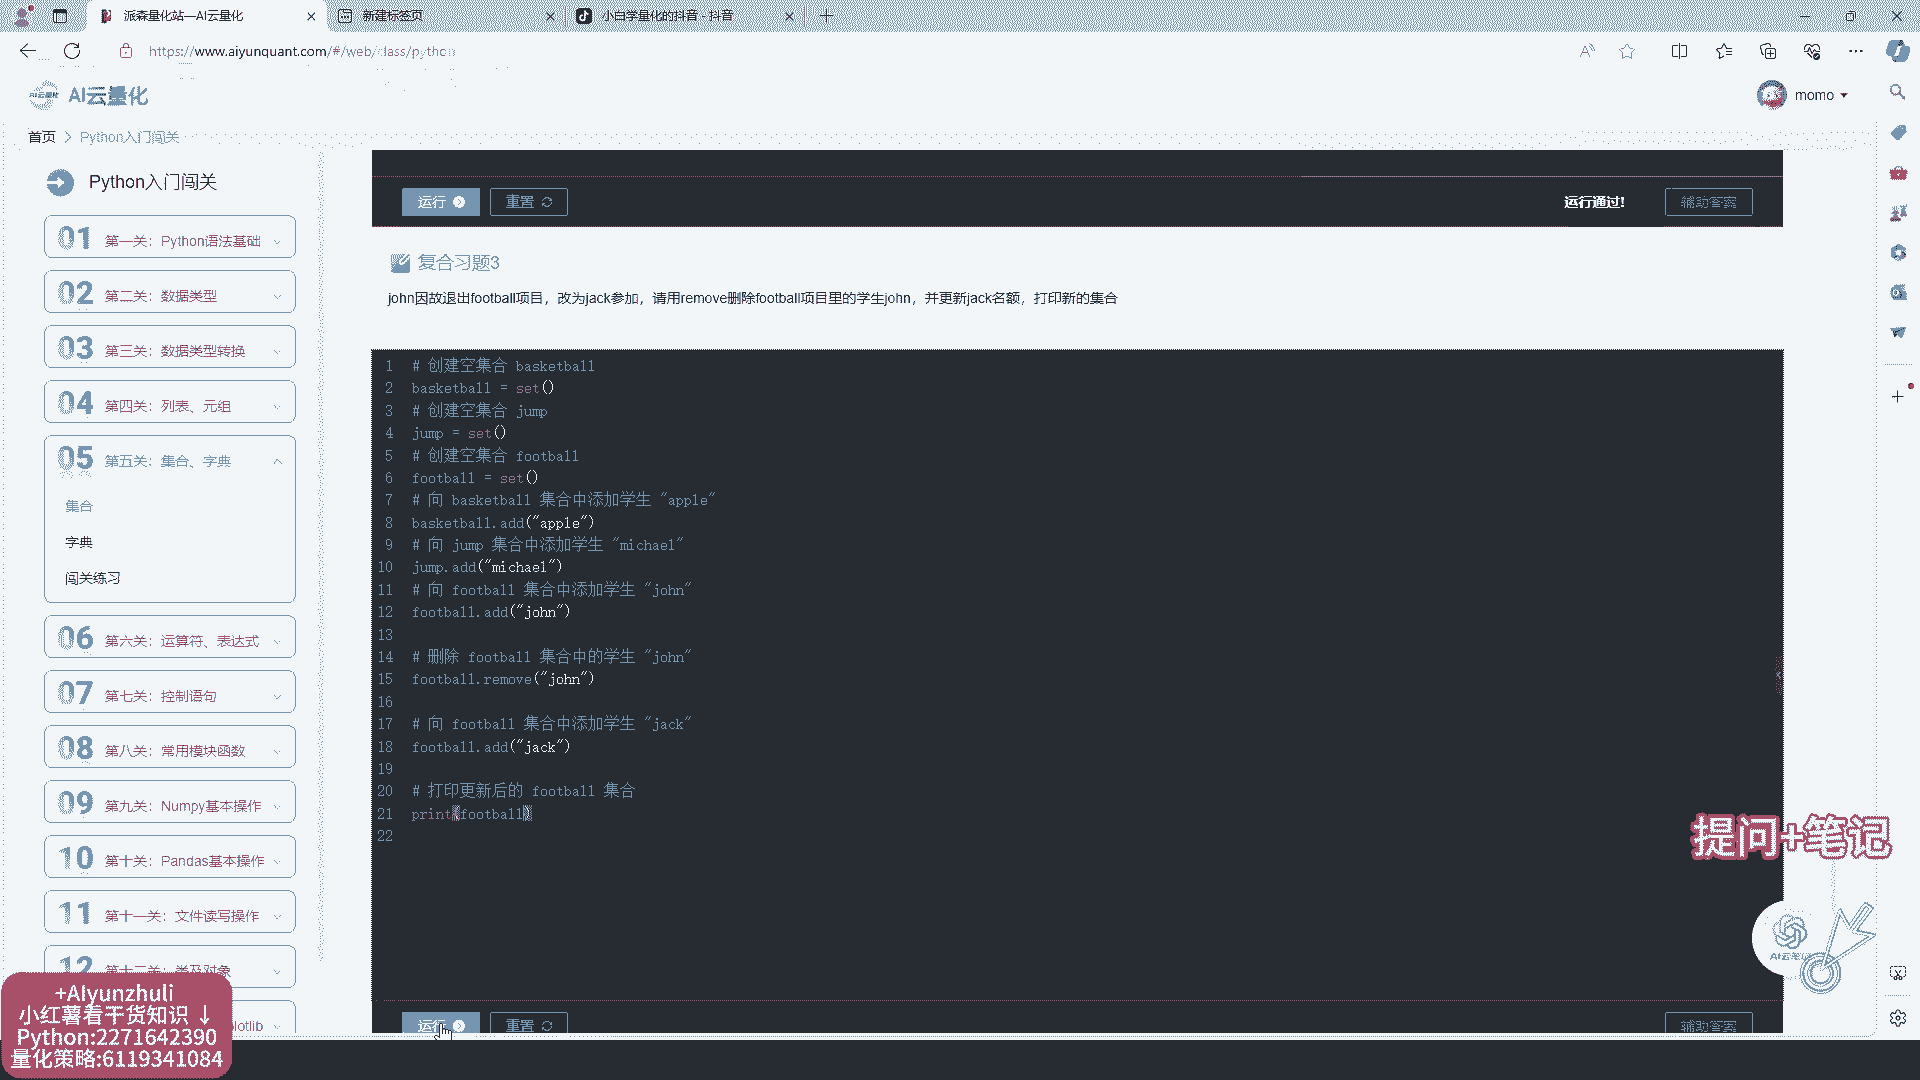 派森量化站—AI云量化
新建标签页
小白学量化的抖音 - 抖音
https://www.aiyunquant.com/#/web/class/python
AI云量化
momo
首页 > Python入门闯关
Python入门闯关
01 第一关：Python语法基础
02 第二关：数据类型
03 第三关：数据类型转换
04 第四关：列表、元组
05 第五关：集合、字典
集合
字典
闯关练习
06 第六关：运算符、表达式
07 第七关：控制语句
08 第八关：常用模块函数
09 第九关：Numpy基本操作
10 第十关：Pandas基本操作
11 第十一关：文件读写操作
12 第十二关：类及对象
plotlib
运行
重置
运行通过!
辅助答案
复合习题3
john因故退出football项目，改为jack参加，请用remove删除football项目里的学生john，并更新jack名额，打印新的集合
1 # 创建空集合 basketball
2 basketball = set()
3 # 创建空集合 jump
4 jump = set()
5 # 创建空集合 football
6 football = set()
7 # 向 basketball 集合中添加学生 "apple"
8 basketball.add("apple")
9 # 向 jump 集合中添加学生 "michael"
10 jump.add("michael")
11 # 向 football 集合中添加学生 "john"
12 football.add("john")
13
14 # 删除 football 集合中的学生 "john"
15 football.remove("john")
16
17 # 向 football 集合中添加学生 "jack"
18 football.add("jack")
19
20 # 打印更新后的 football 集合
21 print(football)
22
运行
重置
辅助答案
提问+笔记
+AIyunzhuli
小红薯看干货知识 ↓
Python:2271642390
量化策略:6119341084